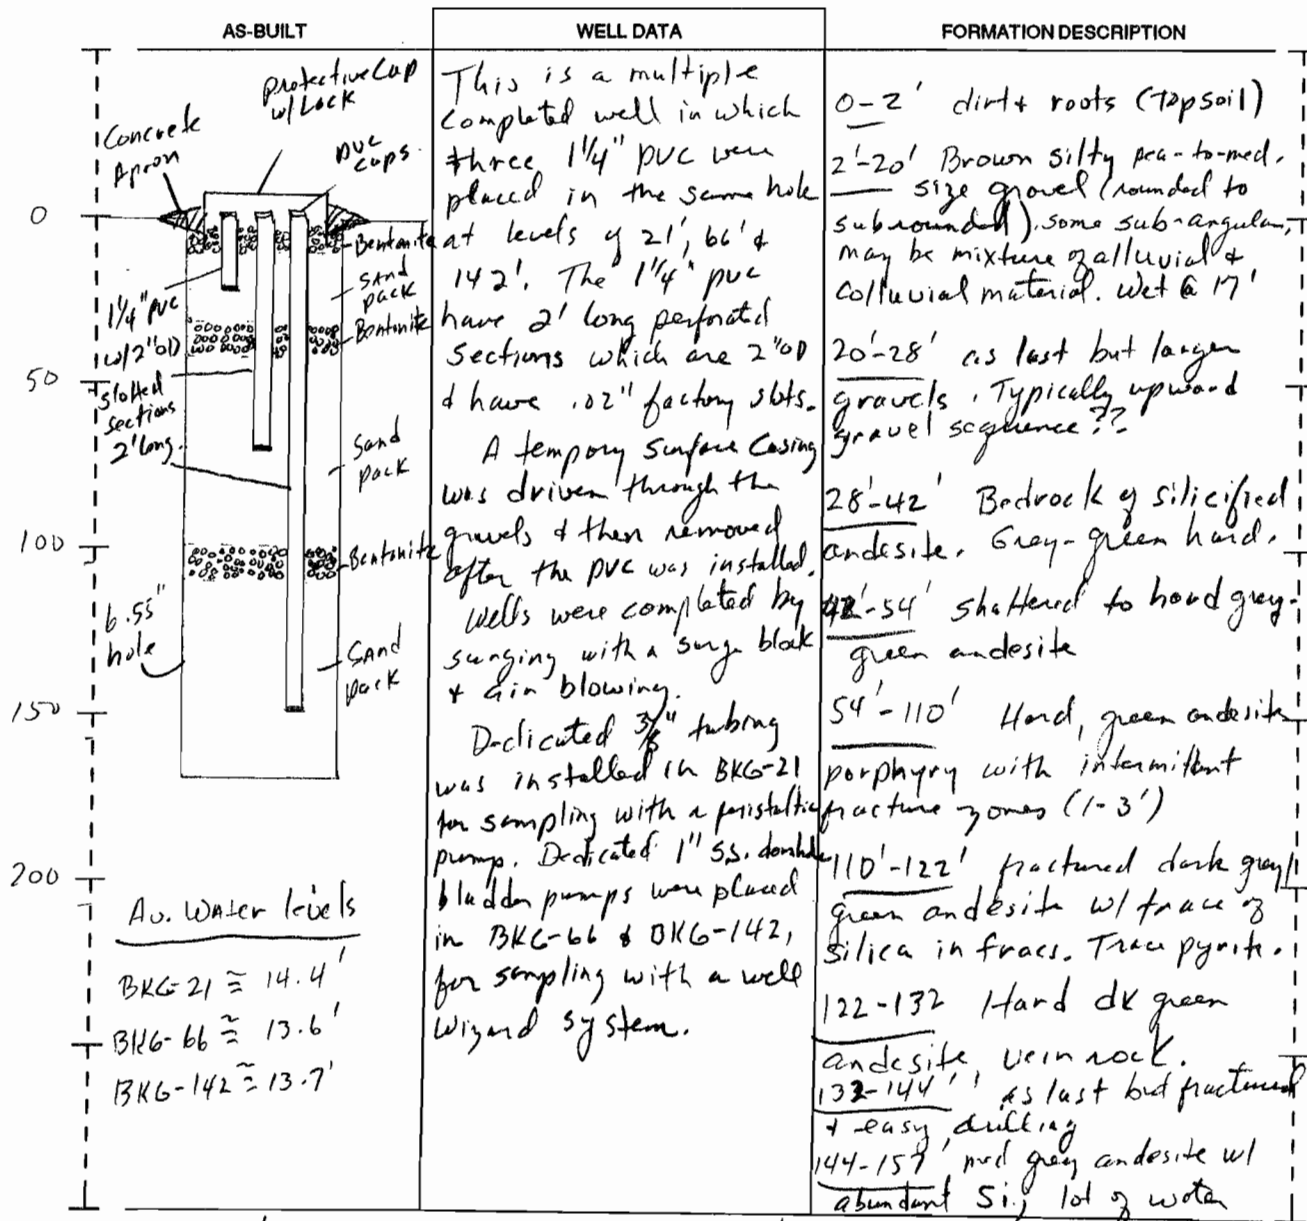 AS-BUILT
protective Cap
w/Lock
Concrete
Apron
PVC
caps.
0
Bentonite
SAnd
pack
1 1/4" PVC
Bentonite
w/2"OD
50
slotted
sections
2' long.
Sand
pack
100
Bentonite
6.55"
hole
SAND
pack
150
200
Av. Water levels
BKG-21 ≅ 14.4'
BKG-66 ≅ 13.6'
BKG-142 ≅ 13.7'
WELL DATA
This is a multiple
completed well in which
three 1 1/4" PVC were
placed in the same hole
at levels of 21', 66' &
142'. The 1 1/4" PVC
have 2' long perforated
sections which are 2"OD
& have .02" factory slots.
A tempory surface Casing
was driven through the
gravels & then removed
after the PVC was installed.
Wells were completed by
surging with a surge block
& air blowing.
Dedicated 3/8" tubing
was installed in BKG-21
for sampling with a peristaltic
pump. Dedicated 1" S.S. downhole
bladder pumps were placed
in BKG-66 & BKG-142,
for sampling with a well
wizard system.
FORMATION DESCRIPTION
0-2' dirt & roots (Topsoil)
2'-20' Brown silty pea-to-med.
size gravel (rounded to
subrounded), some sub-angular,
may be mixture of alluvial &
colluvial material. Wet @ 17'
20'-28' as last but larger
gravels. Typically upward
gravel sequence??
28'-42' Bedrock of silicified
andesite. Grey-green hard.
42'-54' shattered to hard grey-
green andesite
54'-110' Hard, green andesite
porphyry with intermittent
fracture zones (1-3')
110'-122' fractured dark gray/
green andesite w/ trace of
silica in fracs. Trace pyrite.
122-132 Hard dk green
andesite, vein rock.
132-144' as last but fractured
& easy drilling
144-157' med grey andesite w/
abundant Si; lot of water